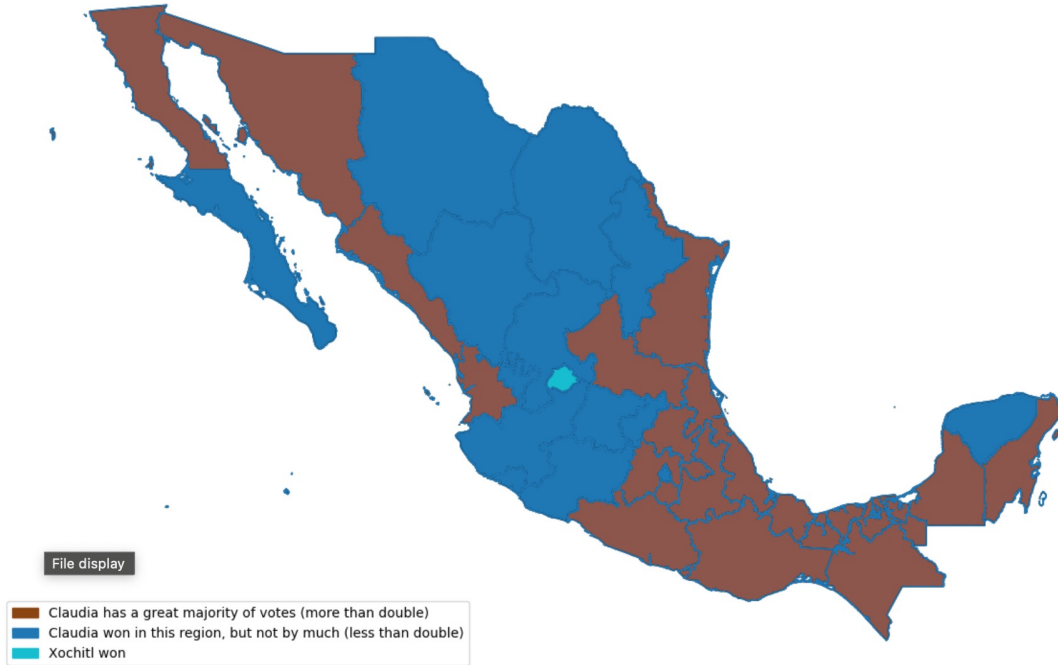 File display
Claudia has a great majority of votes (more than double)
Claudia won in this region, but not by much (less than double)
Xochitl won